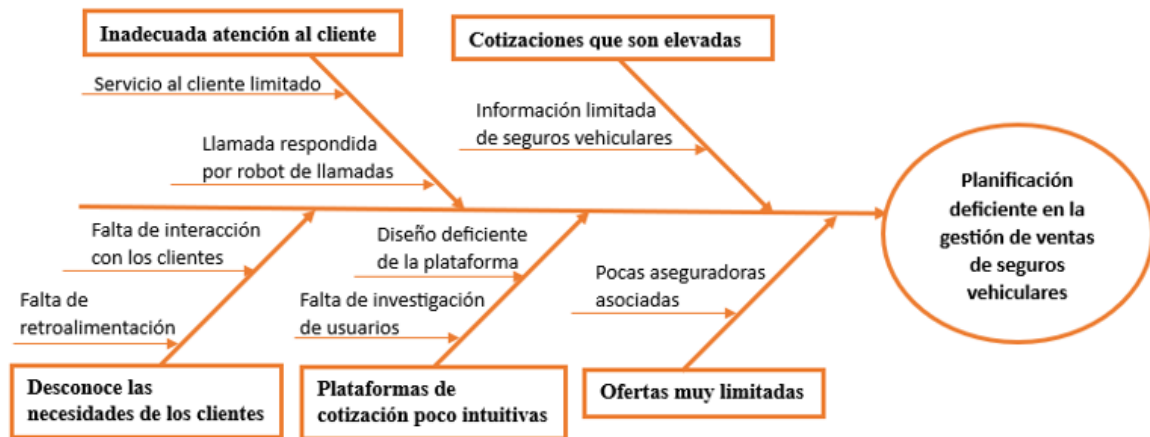 Inadecuada atención al cliente
Cotizaciones que son elevadas
Servicio al cliente limitado
Información limitada
de seguros vehiculares
Llamada respondida
por robot de llamadas
Planificación
deficiente en la
gestión de ventas
de seguros
vehiculares
Falta de interacción
con los clientes
Diseño deficiente
de la plataforma
Pocas aseguradoras
asociadas
Falta de
retroalimentación
Falta de investigación
de usuarios
Desconoce las
necesidades de los clientes
Plataformas de
cotización poco intuitivas
Ofertas muy limitadas